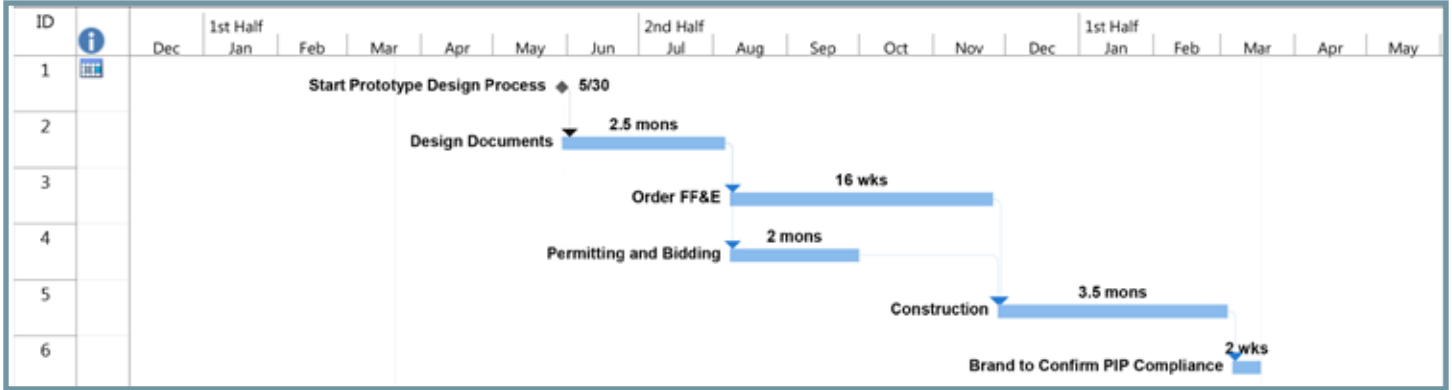 ID
1st Half 2nd Half 1st Half
Dec Jan Feb Mar Apr May Jun Jul Aug Sep Oct Nov Dec Jan Feb Mar Apr May
1 Start Prototype Design Process 5/30
2 Design Documents 2.5 mons
3 Order FF&E 16 wks
4 Permitting and Bidding 2 mons
5 Construction 3.5 mons
6 Brand to Confirm PIP Compliance 2 wks